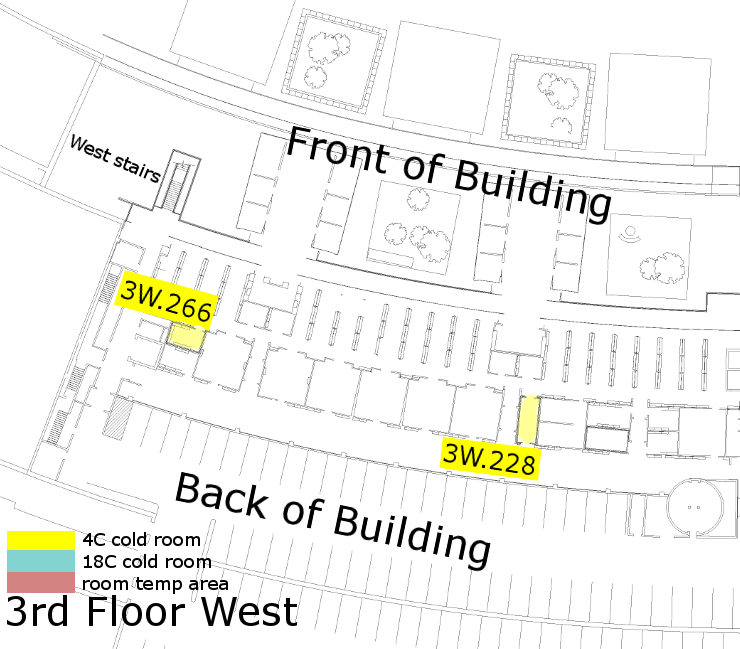 Front of Building
West stairs
3W.266
3W.228
Back of Building
4C cold room
18C cold room
room temp area
3rd Floor West